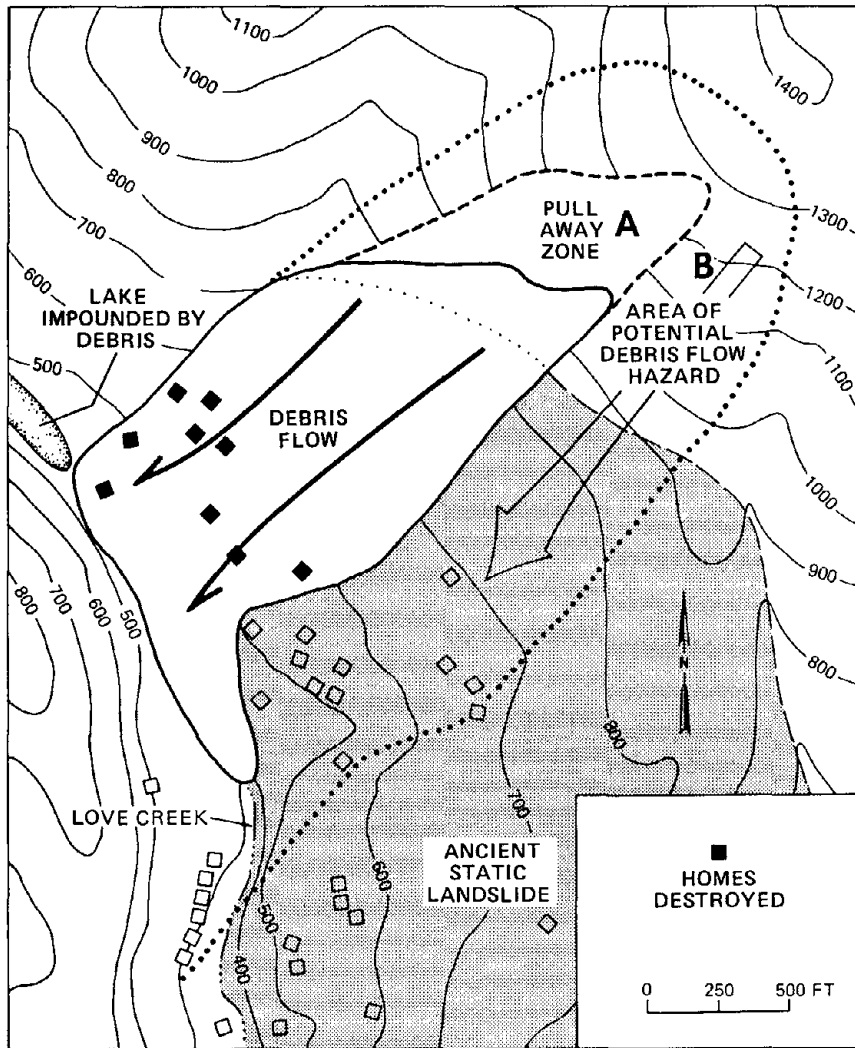 1100
1000
900
800
700
600
500
1400
1300
1200
1100
1000
900
800
PULL
AWAY
ZONE
A
B
LAKE
IMPOUNDED BY
DEBRIS
AREA OF
POTENTIAL
DEBRIS FLOW
HAZARD
DEBRIS
FLOW
800
700
600
500
N
800
700
600
500
400
LOVE CREEK
ANCIENT
STATIC
LANDSLIDE
HOMES
DESTROYED
0 250 500 FT